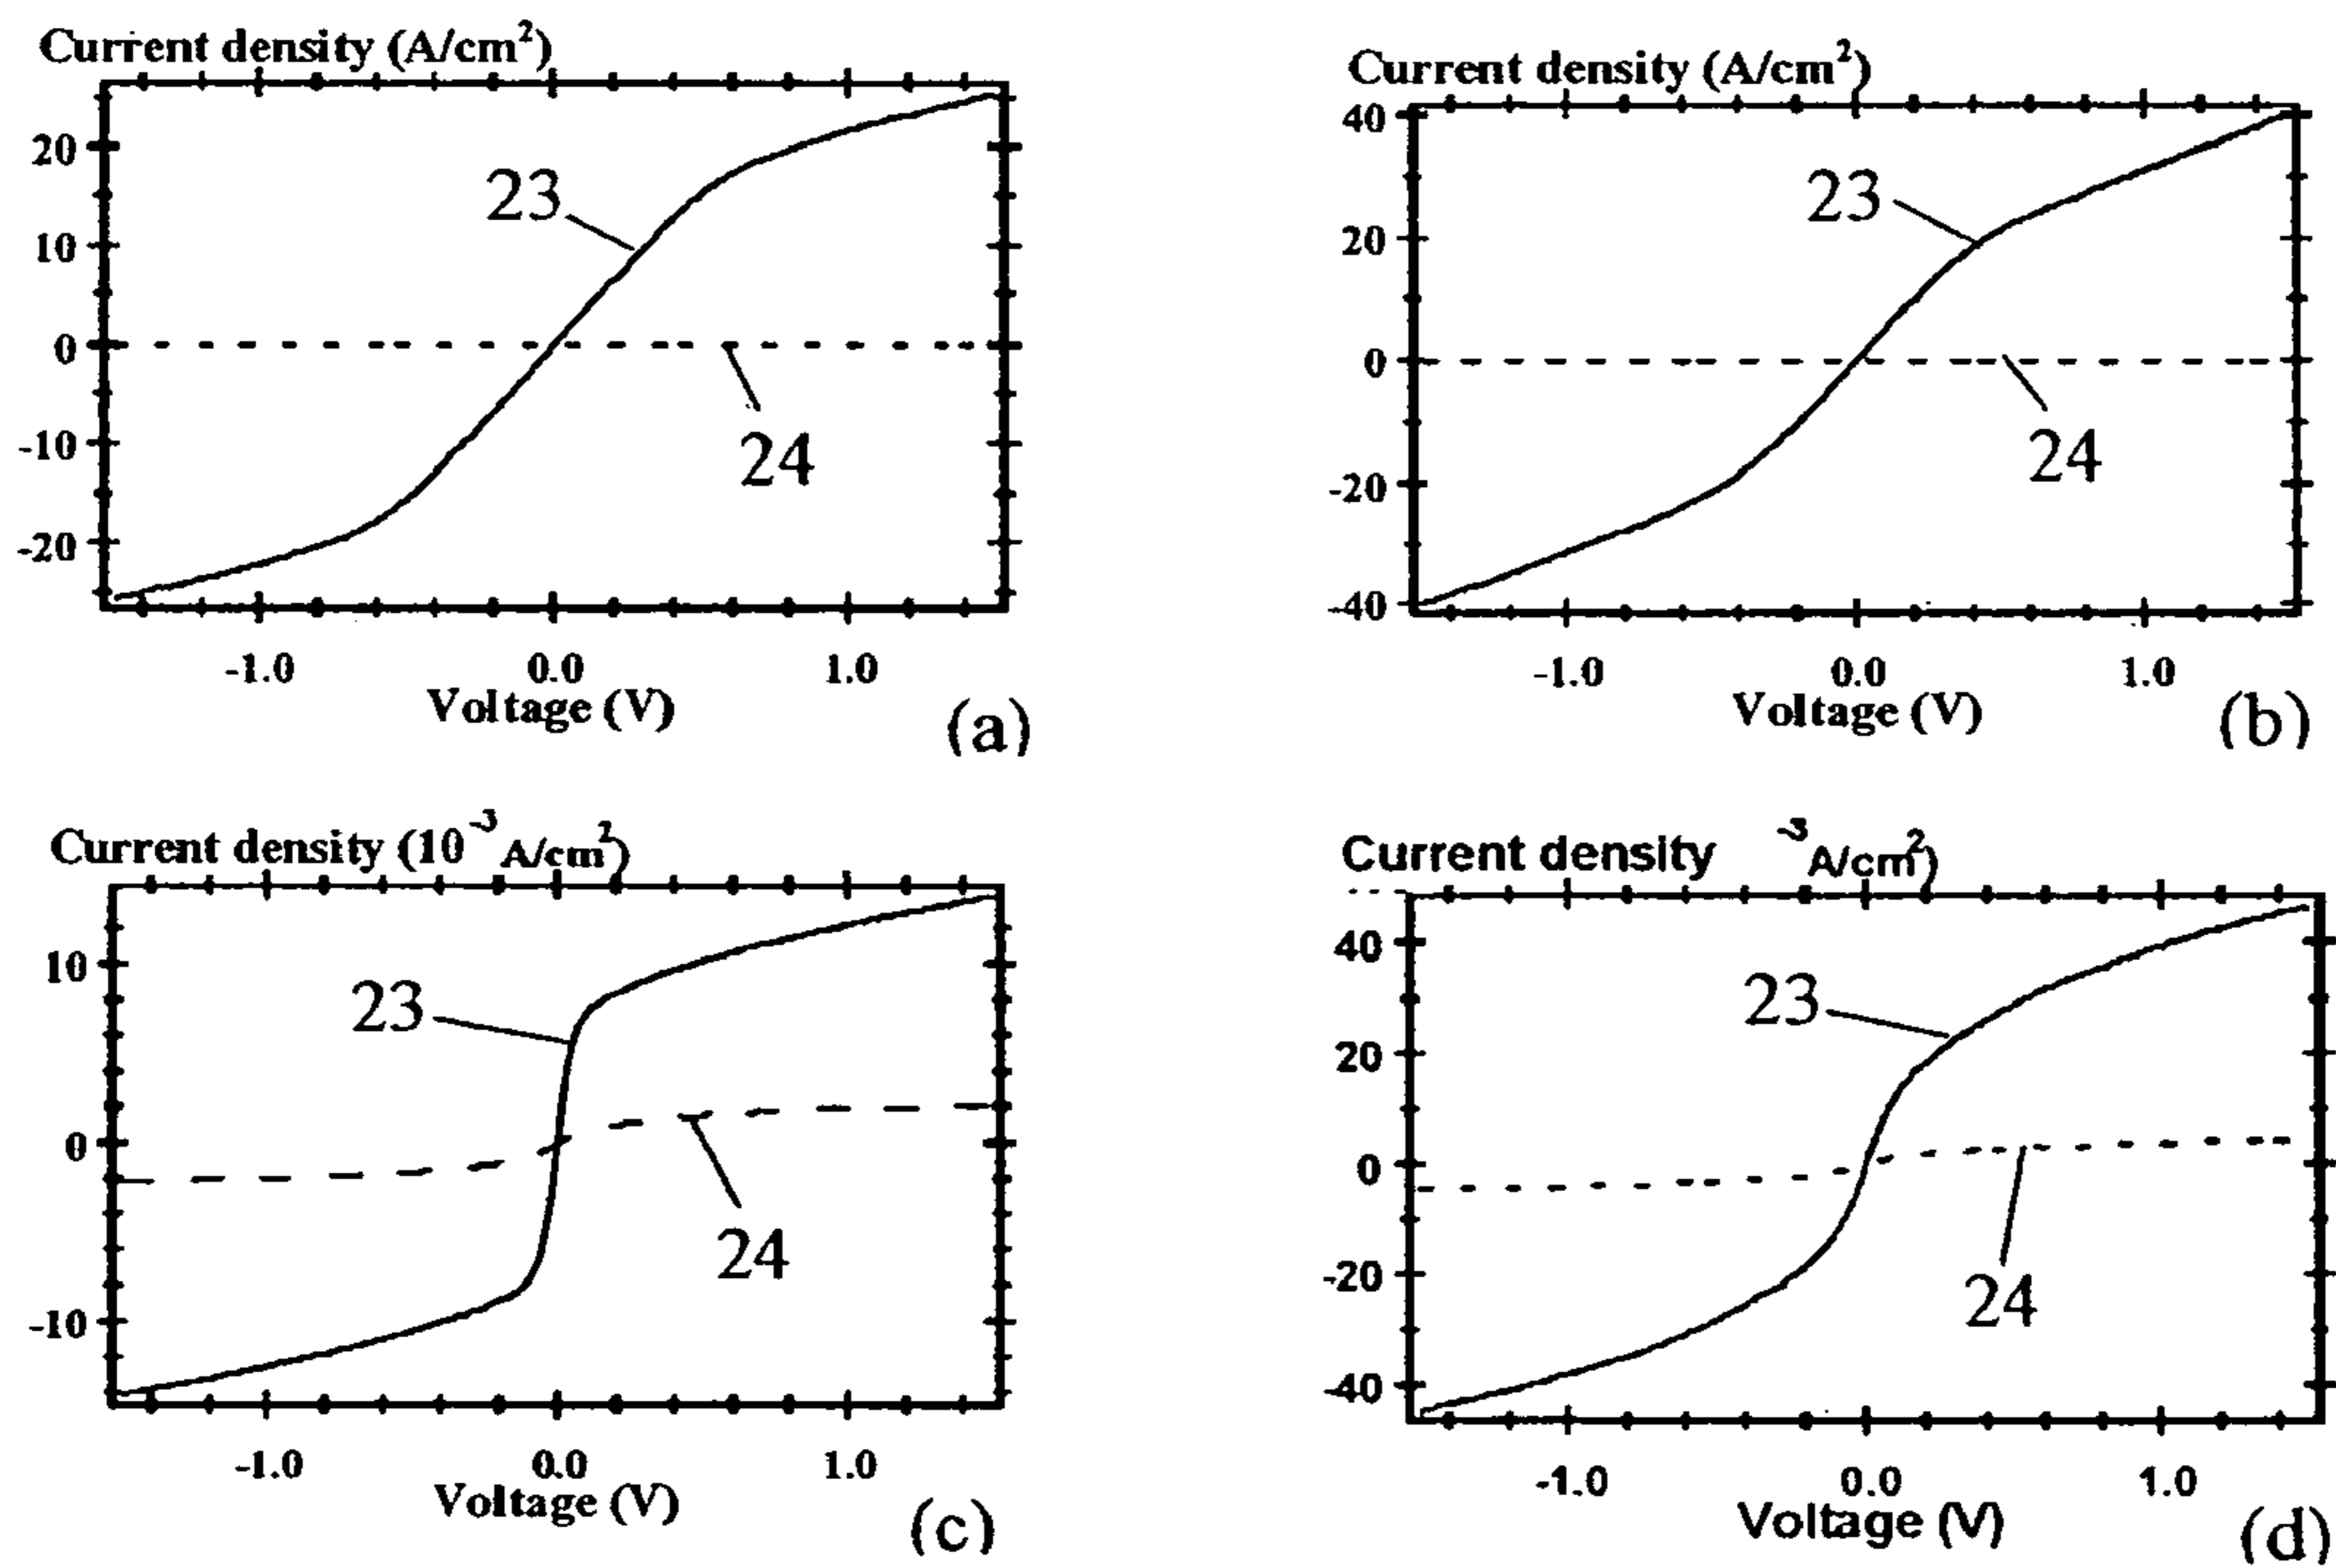 Current density (A/cm²)
20
10
0
-10
-20
23
24
-1.0 0.0 1.0
Voltage (V)
(a)
Current density (A/cm²)
40
20
0
-20
-40
23
24
-1.0 0.0 1.0
Voltage (V)
(b)
Current density (10⁻³ A/cm²)
10
0
-10
23
24
-1.0 0.0 1.0
Voltage (V)
(c)
Current density ⁻³A/cm²)
40
20
0
-20
-40
23
24
-1.0 0.0 1.0
Voltage (V)
(d)